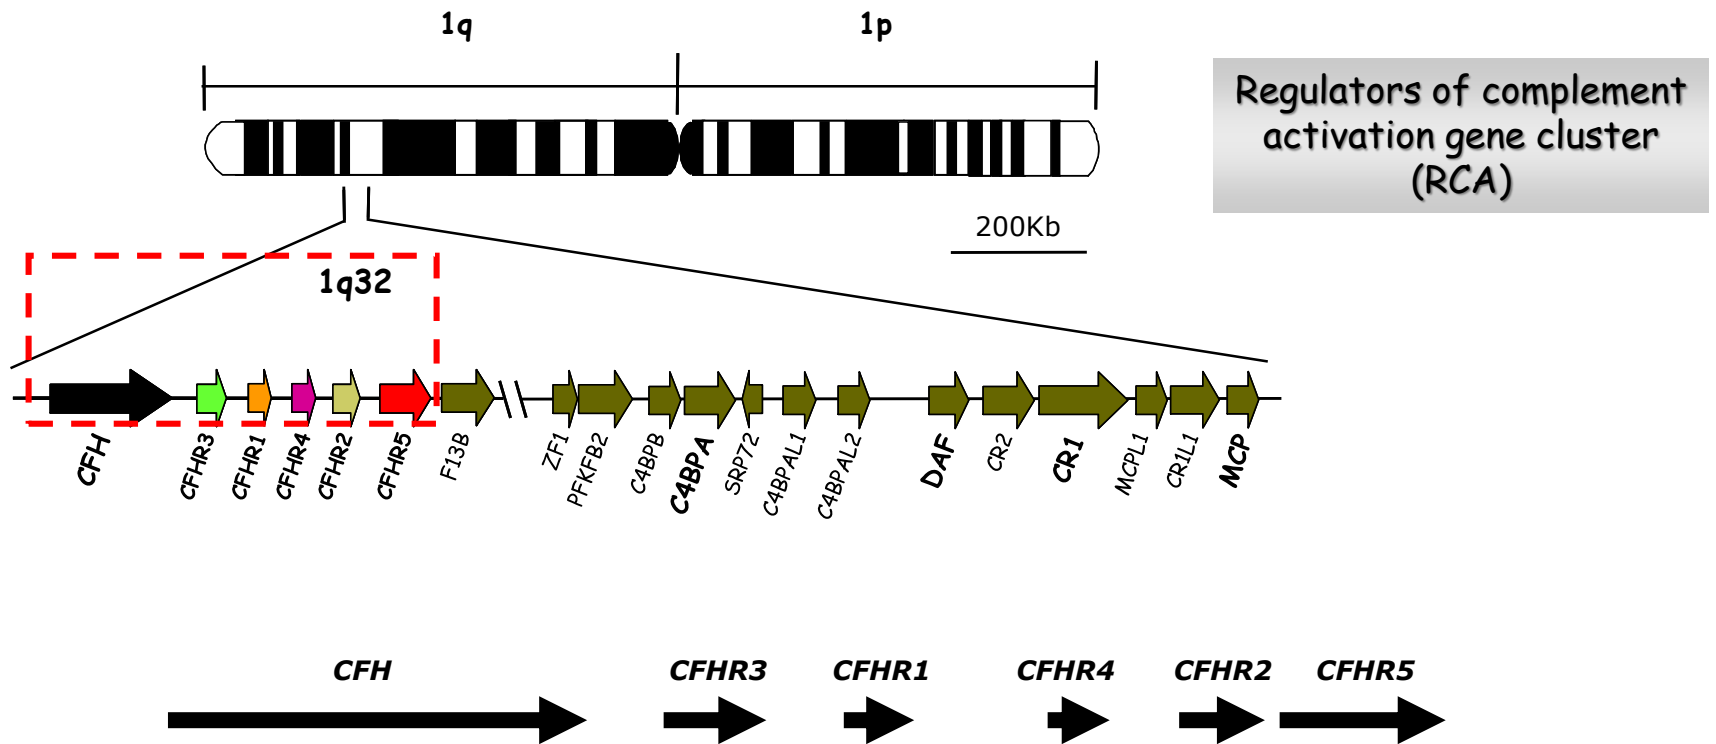 1q
1p
Regulators of complement
activation gene cluster
(RCA)
200Kb
1q32
CFH
CFHR3
CFHR1
CFHR4
CFHR2
CFHR5
F13B
ZF1
PFKFB2
C4BPB
C4BPA
SRP72
C4BPAL1
C4BPAL2
DAF
CR2
CR1
MCPL1
CR1L1
MCP
CFH
CFHR3
CFHR1
CFHR4
CFHR2
CFHR5